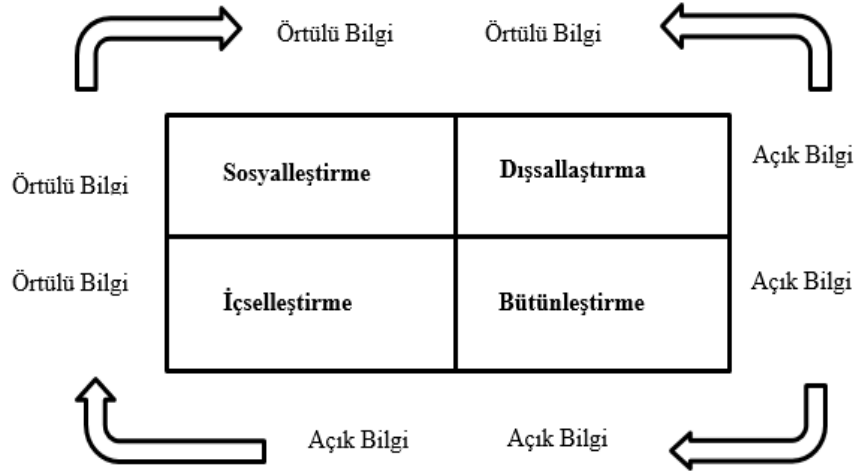 Örtülü Bilgi Örtülü Bilgi
Açık Bilgi
Sosyalleştirme Dışsallaştırma
Örtülü Bilgi
Örtülü Bilgi Açık Bilgi
İçselleştirme Bütünleştirme
Açık Bilgi Açık Bilgi